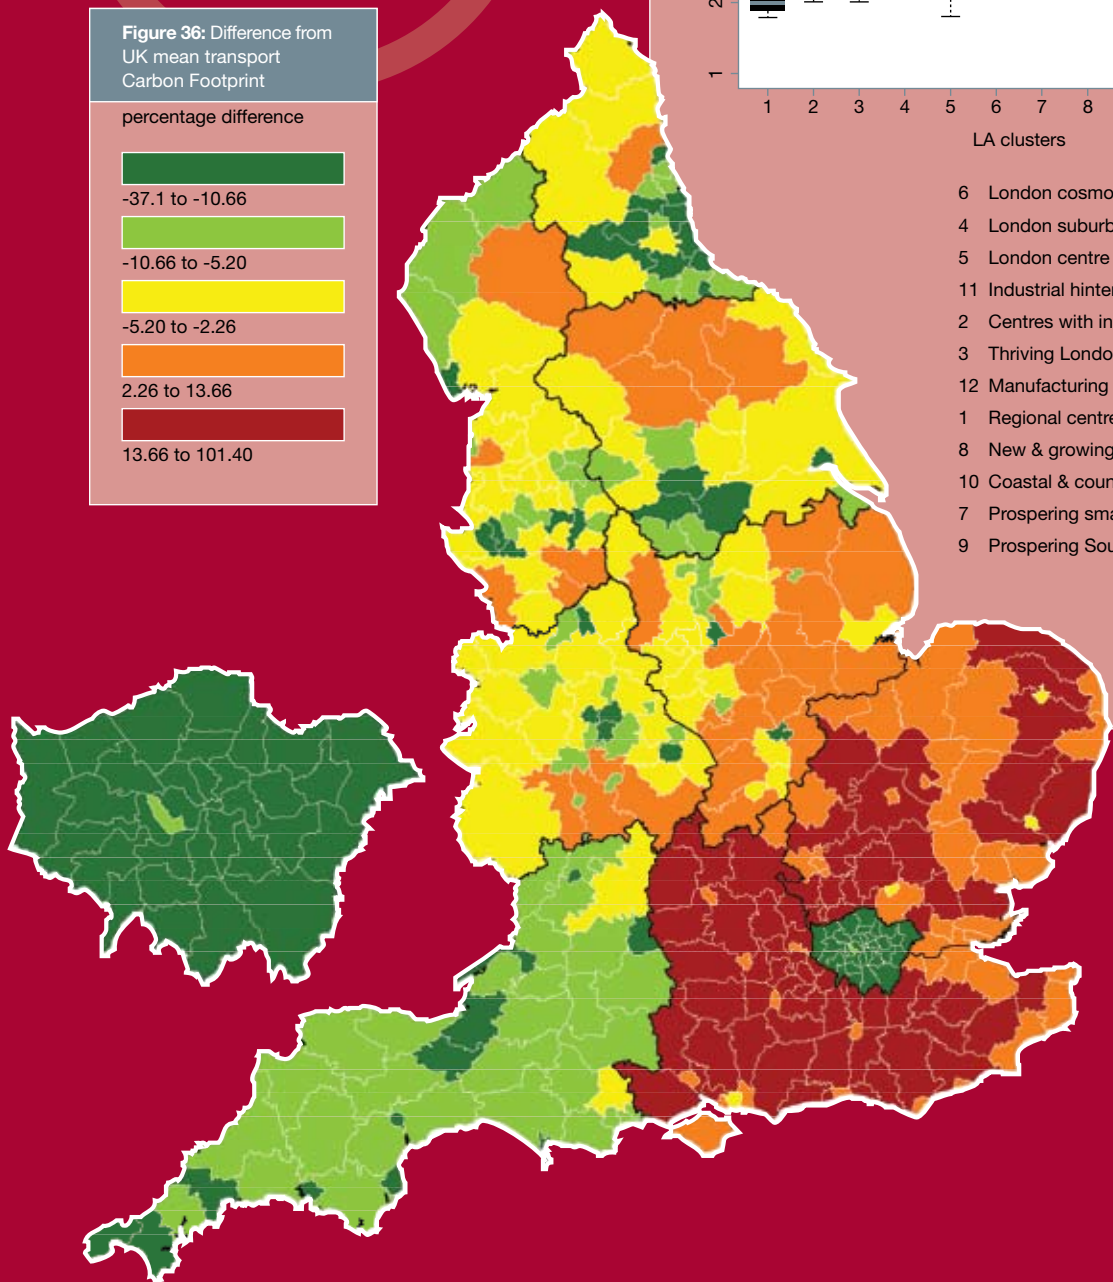 Figure 36: Difference from
UK mean transport
Carbon Footprint
percentage difference
-37.1 to -10.66
-10.66 to -5.20
-5.20 to -2.26
2.26 to 13.66
13.66 to 101.40
2
1
1 2 3 4 5 6 7 8
LA clusters
6 London cosmo
4 London suburb
5 London centre
11 Industrial hinter
2 Centres with in
3 Thriving Londo
12 Manufacturing
1 Regional centre
8 New & growing
10 Coastal & coun
7 Prospering sma
9 Prospering Sou